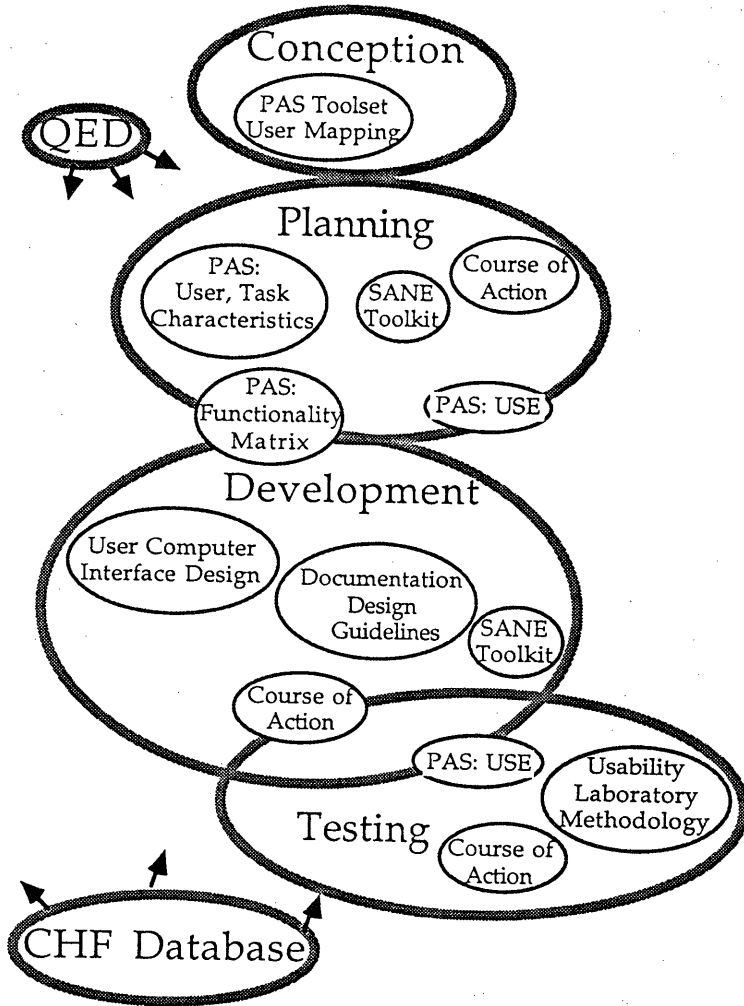 Conception
PAS Toolset
User Mapping
QED
Planning
PAS:
User, Task
Characteristics
SANE
Toolkit
Course of
Action
PAS:
Functionality
Matrix
PAS: USE
Development
User Computer
Interface Design
Documentation
Design
Guidelines
SANE
Toolkit
Course of
Action
PAS: USE
Usability
Laboratory
Methodology
Testing
Course of
Action
CHF Database